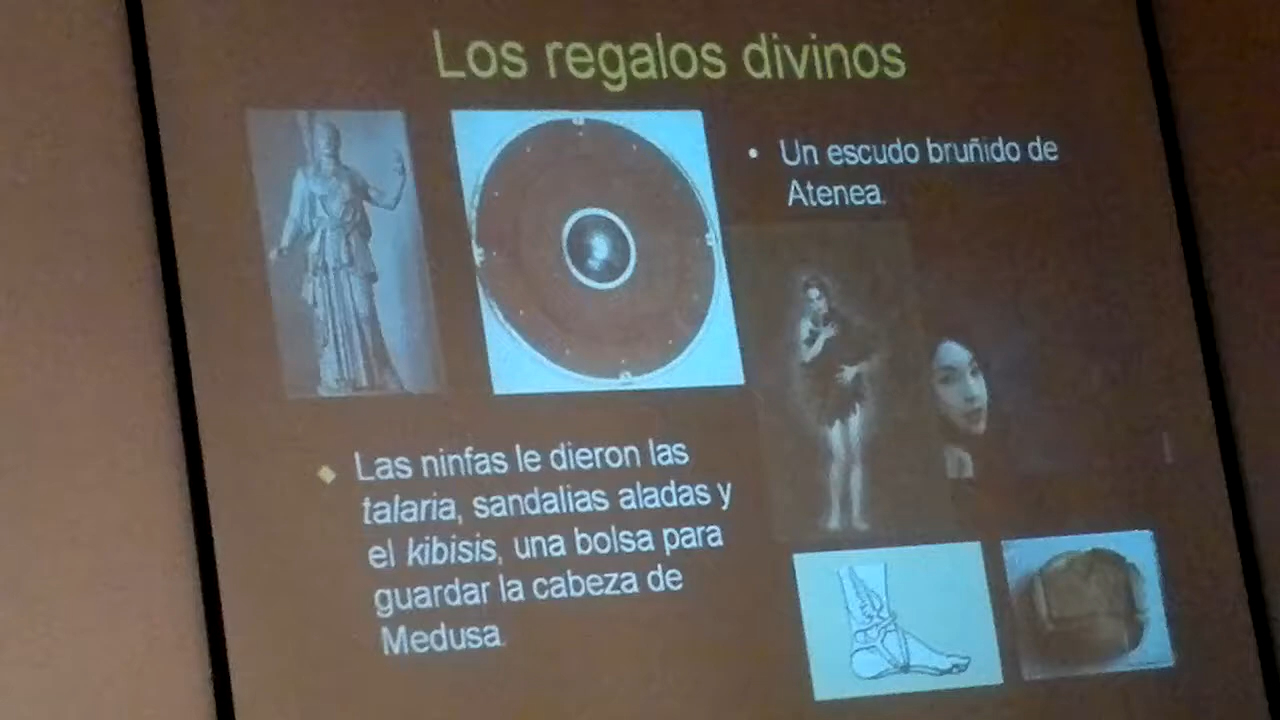 Los regalos divinos
• Un escudo bruñido de
Atenea.
Las ninfas le dieron las
talaria, sandalias aladas y
el kibisis, una bolsa para
guardar la cabeza de
Medusa.